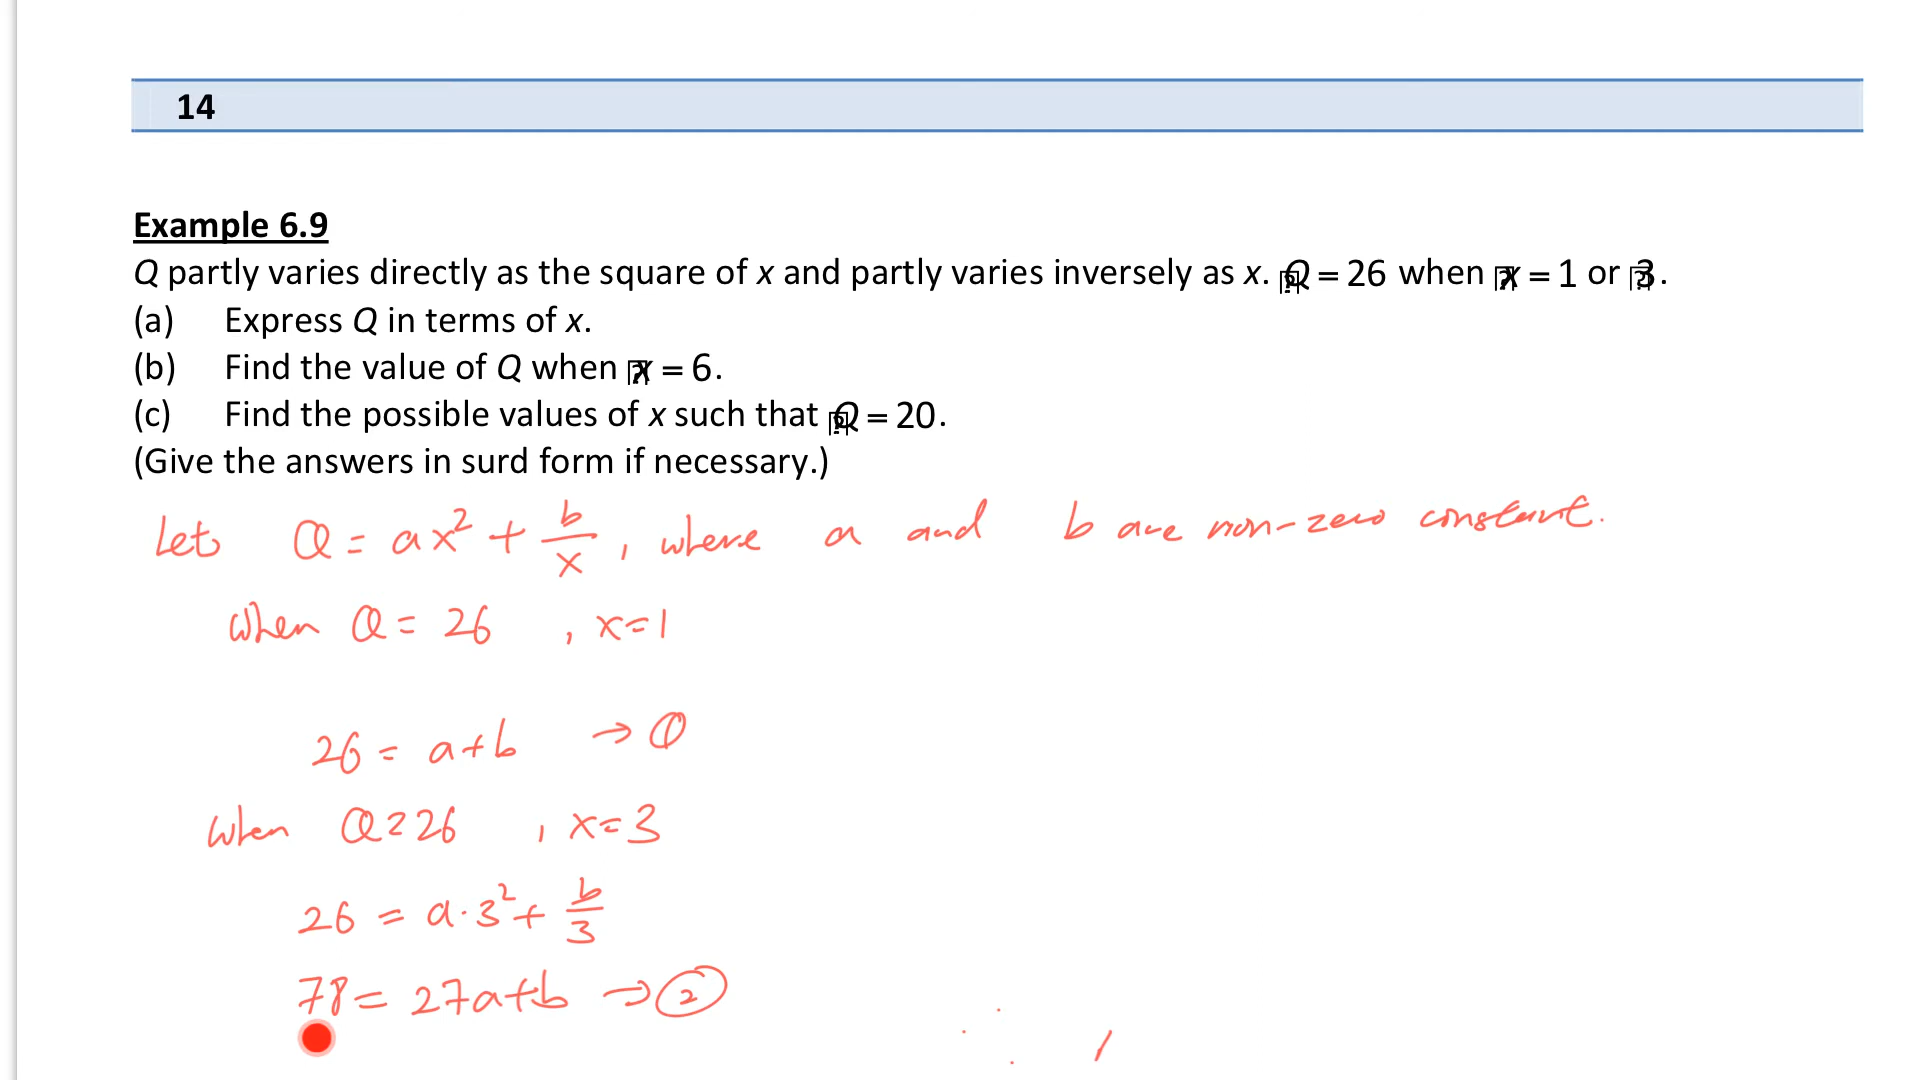 14
Example 6.9
Q partly varies directly as the square of x and partly varies inversely as x. Q = 26 when x = 1 or 3.
(a) Express Q in terms of x.
(b) Find the value of Q when x = 6.
(c) Find the possible values of x such that Q = 20.
(Give the answers in surd form if necessary.)
Let Q = ax² + b/x , where a and b are non-zero constant.
When Q = 26 , x=1
26 = a+b → ①
When Q = 26 , x=3
26 = a·3² + b/3
78 = 27a+b → ②